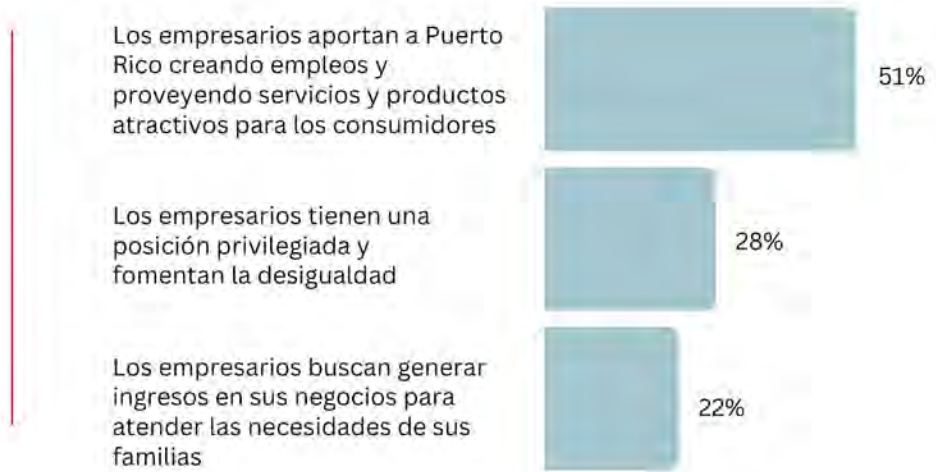 Los empresarios aportan a Puerto
Rico creando empleos y
proveyendo servicios y productos
atractivos para los consumidores
51%
Los empresarios tienen una
posición privilegiada y
fomentan la desigualdad
28%
Los empresarios buscan generar
ingresos en sus negocios para
atender las necesidades de sus
familias
22%